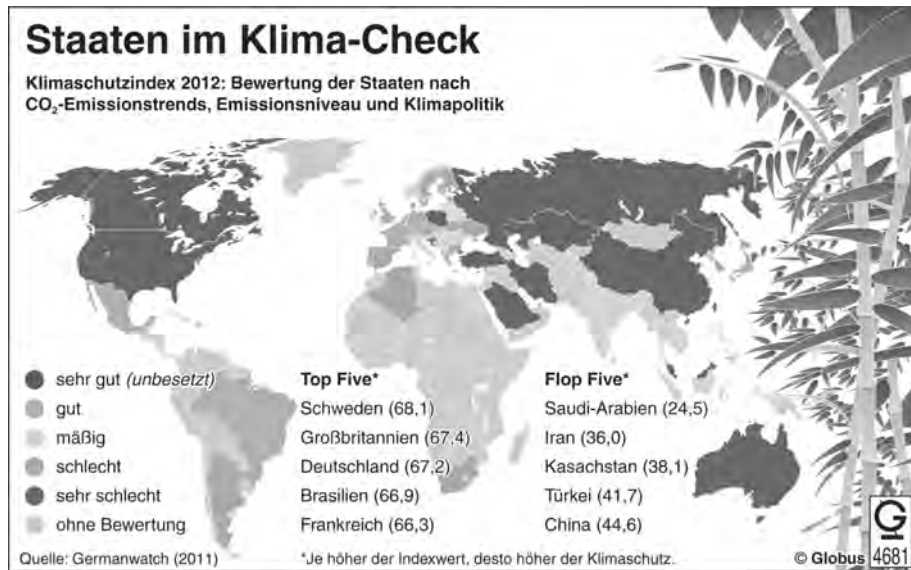 Staaten im Klima-Check
Klimaschutzindex 2012: Bewertung der Staaten nach
CO₂-Emissionstrends, Emissionsniveau und Klimapolitik
sehr gut (unbesetzt)
gut
mäßig
schlecht
sehr schlecht
ohne Bewertung
Top Five*
Schweden (68,1)
Großbritannien (67,4)
Deutschland (67,2)
Brasilien (66,9)
Frankreich (66,3)
Flop Five*
Saudi-Arabien (24,5)
Iran (36,0)
Kasachstan (38,1)
Türkei (41,7)
China (44,6)
Quelle: Germanwatch (2011)
*Je höher der Indexwert, desto höher der Klimaschutz.
© Globus
G
4681